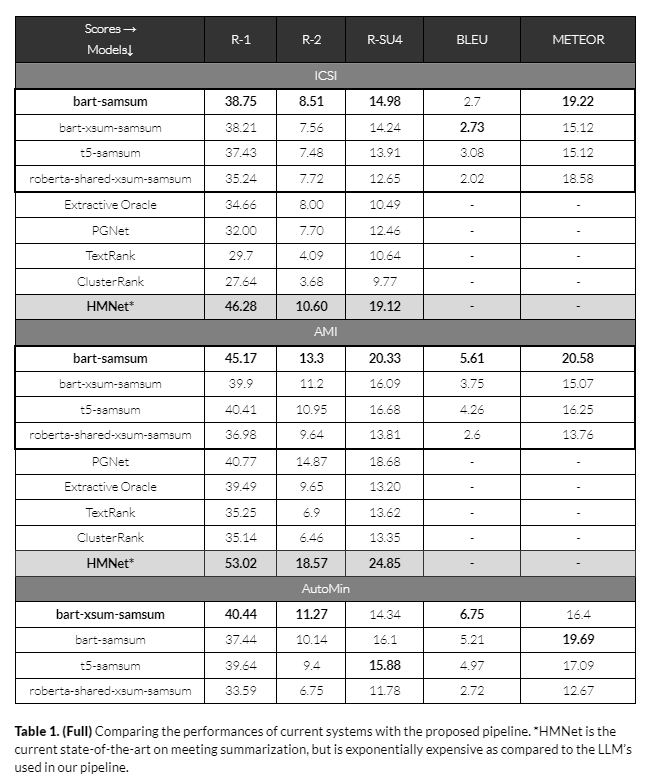 Scores → R-1 R-2 R-SU4 BLEU METEOR
Models↓
ICSI
bart-samsum 38.75 8.51 14.98 2.7 19.22
bart-xsum-samsum 38.21 7.56 14.24 2.73 15.12
t5-samsum 37.43 7.48 13.91 3.08 15.12
roberta-shared-xsum-samsum 35.24 7.72 12.65 2.02 18.58
Extractive Oracle 34.66 8.00 10.49 - -
PGNet 32.00 7.70 12.46 - -
TextRank 29.7 4.09 10.64 - -
ClusterRank 27.64 3.68 9.77 - -
HMNet* 46.28 10.60 19.12 - -
AMI
bart-samsum 45.17 13.3 20.33 5.61 20.58
bart-xsum-samsum 39.9 11.2 16.09 3.75 15.07
t5-samsum 40.41 10.95 16.68 4.26 16.25
roberta-shared-xsum-samsum 36.98 9.64 13.81 2.6 13.76
PGNet 40.77 14.87 18.68 - -
Extractive Oracle 39.49 9.65 13.20 - -
TextRank 35.25 6.9 13.62 - -
ClusterRank 35.14 6.46 13.35 - -
HMNet* 53.02 18.57 24.85 - -
AutoMin
bart-xsum-samsum 40.44 11.27 14.34 6.75 16.4
bart-samsum 37.44 10.14 16.1 5.21 19.69
t5-samsum 39.64 9.4 15.88 4.97 17.09
roberta-shared-xsum-samsum 33.59 6.75 11.78 2.72 12.67
Table 1. (Full) Comparing the performances of current systems with the proposed pipeline. *HMNet is the
current state-of-the-art on meeting summarization, but is exponentially expensive as compared to the LLM's
used in our pipeline.